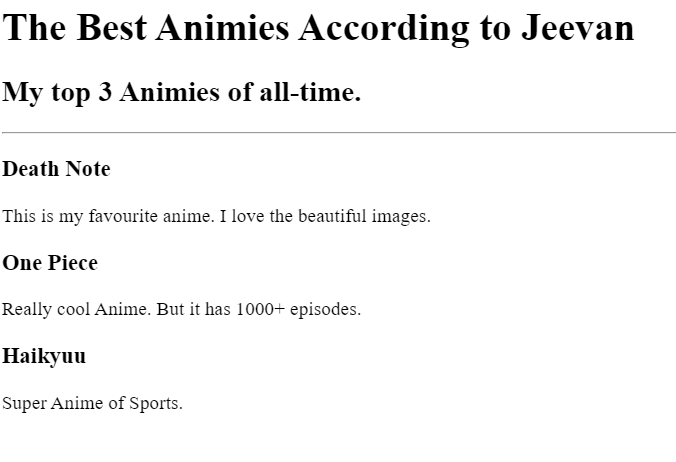 The Best Animies According to Jeevan
My top 3 Animies of all-time.
Death Note
This is my favourite anime. I love the beautiful images.
One Piece
Really cool Anime. But it has 1000+ episodes.
Haikyuu
Super Anime of Sports.